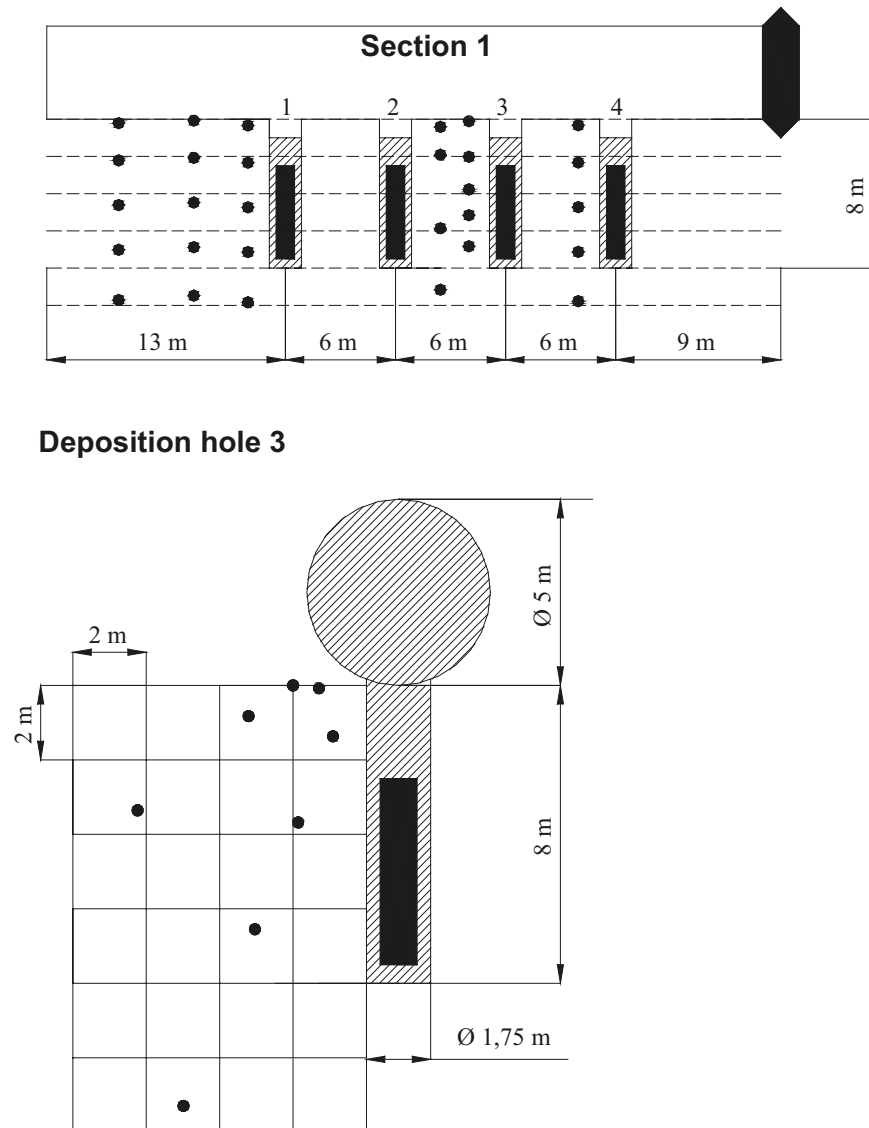 Section 1
1 2 3 4
8 m
13 m 6 m 6 m 6 m 9 m
Deposition hole 3
2 m
Ø 5 m
2 m
8 m
Ø 1,75 m